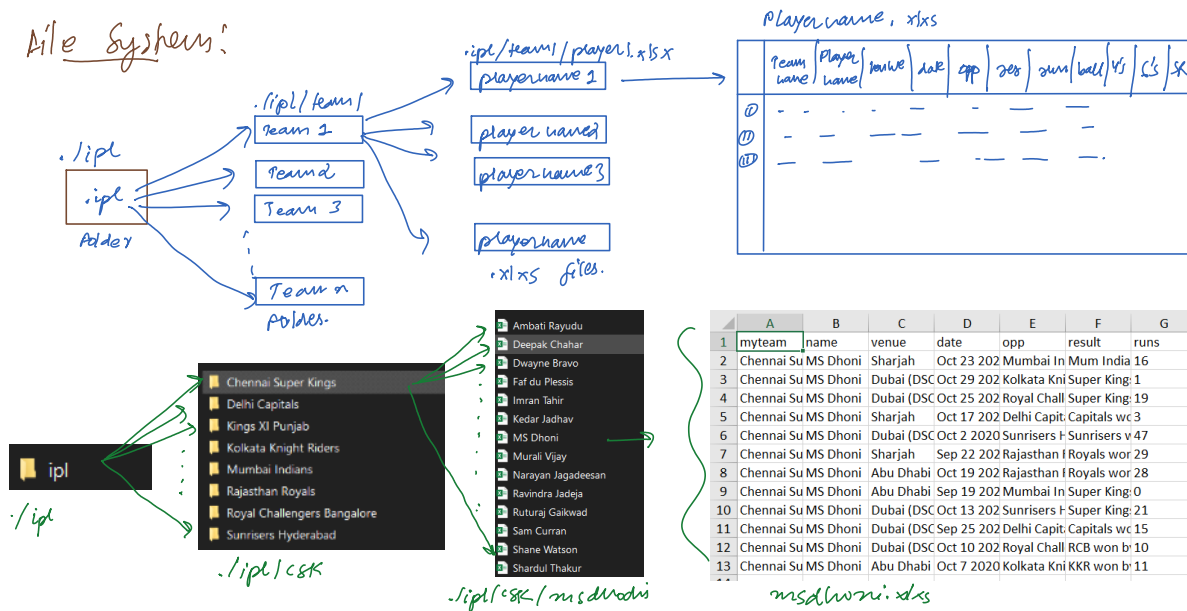 File System:
./ipl
ipl
folder
./ipl/team1
Team 1
Team 2
Team 3
Team n
folder.
.ipl/team1/player1.xlsx
playername 1
player name2
playername 3
playername
.xlxs files.
Playername. xlxs
Team name | Player name | venue | date | opp | res | runs | ball | 4's | 6's | SR
I
II
III
ipl
./ipl
Chennai Super Kings
Delhi Capitals
Kings XI Punjab
Kolkata Knight Riders
Mumbai Indians
Rajasthan Royals
Royal Challengers Bangalore
Sunrisers Hyderabad
./ipl/CSK
Ambati Rayudu
Deepak Chahar
Dwayne Bravo
Faf du Plessis
Imran Tahir
Kedar Jadhav
MS Dhoni
Murali Vijay
Narayan Jagadeesan
Ravindra Jadeja
Ruturaj Gaikwad
Sam Curran
Shane Watson
Shardul Thakur
A B C D E F G
1 myteam name venue date opp result runs
2 Chennai Su MS Dhoni Sharjah Oct 23 202 Mumbai In Mum India 16
3 Chennai Su MS Dhoni Dubai (DSC Oct 29 202 Kolkata Kni Super King 1
4 Chennai Su MS Dhoni Dubai (DSC Oct 25 202 Royal Chall Super King 19
5 Chennai Su MS Dhoni Sharjah Oct 17 202 Delhi Capit Capitals wo 3
6 Chennai Su MS Dhoni Dubai (DSC Oct 2 2020 Sunrisers H Sunrisers w 47
7 Chennai Su MS Dhoni Sharjah Sep 22 202 Rajasthan R Royals won 29
8 Chennai Su MS Dhoni Abu Dhabi Oct 19 202 Rajasthan R Royals won 28
9 Chennai Su MS Dhoni Abu Dhabi Sep 19 202 Mumbai In Super King 0
10 Chennai Su MS Dhoni Dubai (DSC Oct 13 202 Sunrisers H Super King 21
11 Chennai Su MS Dhoni Dubai (DSC Sep 25 202 Delhi Capit Capitals wo 15
12 Chennai Su MS Dhoni Dubai (DSC Oct 10 202 Royal Chall RCB won b 10
13 Chennai Su MS Dhoni Abu Dhabi Oct 7 2020 Kolkata Kni KKR won b 11
msdhoni.xlxs